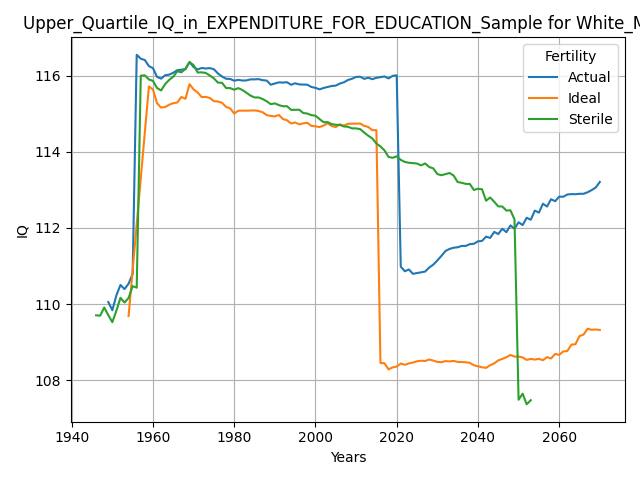 Upper_Quartile_IQ_in_EXPENDITURE_FOR_EDUCATION_Sample for White_M
Fertility
Actual
Ideal
Sterile
116
114
112
110
108
IQ
1940 1960 1980 2000 2020 2040 2060
Years